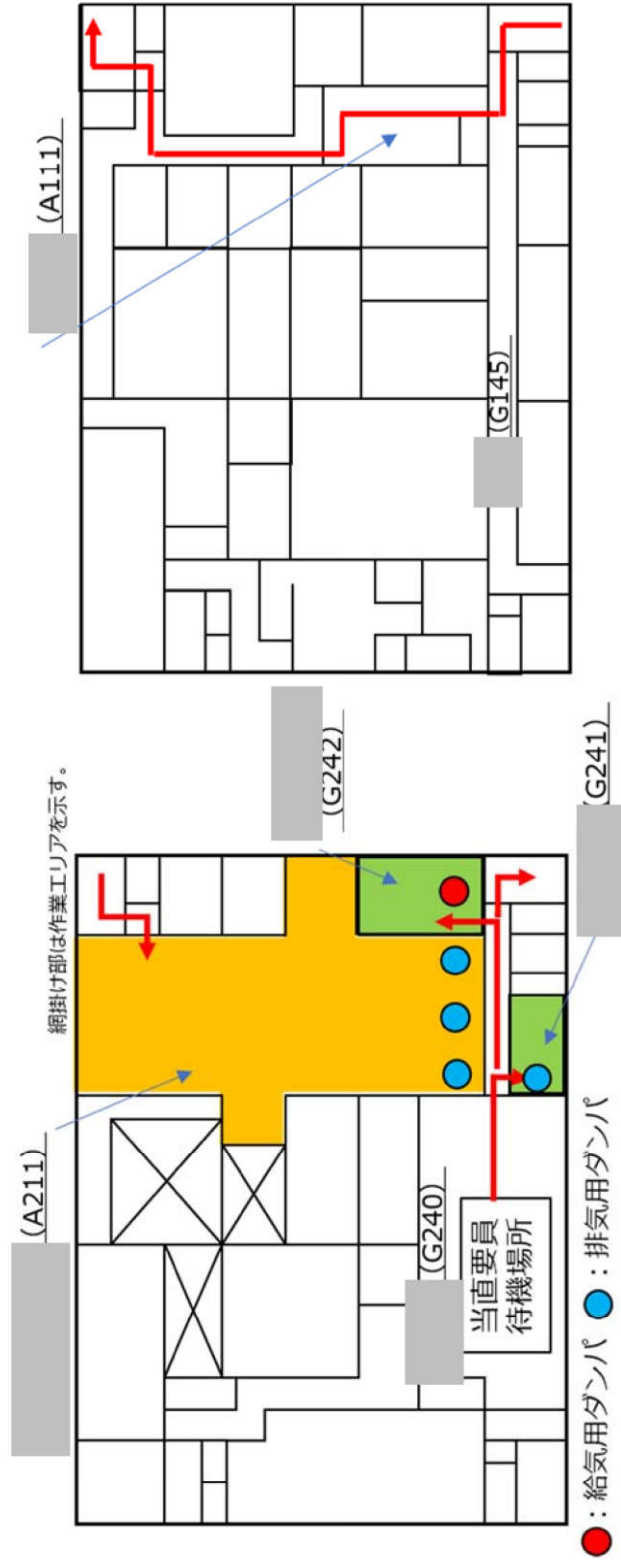 網掛け部は作業エリアを示す。
(A211)
(G242)
(G240)
当直要員
待機場所
(G241)
●：給気用ダンパ ●：排気用ダンパ
(A111)
(G145)